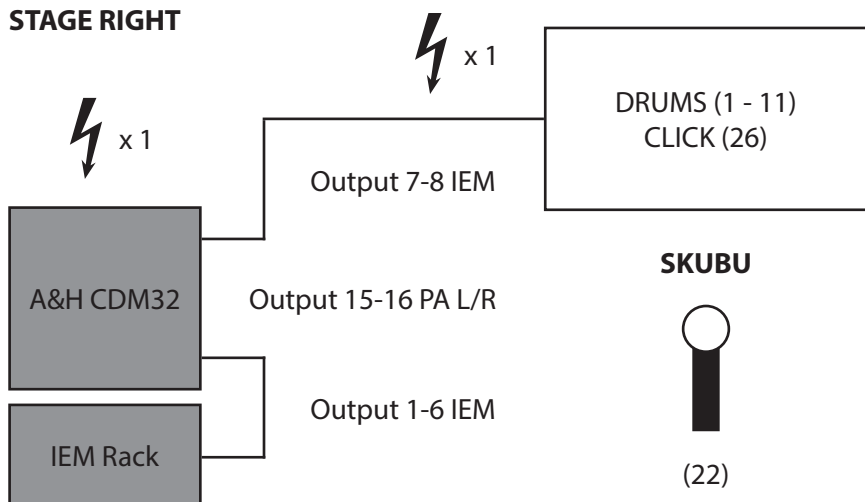 STAGE RIGHT
x 1
x 1
DRUMS (1 - 11)
CLICK (26)
Output 7-8 IEM
SKUBU
A&H CDM32
Output 15-16 PA L/R
Output 1-6 IEM
IEM Rack
(22)